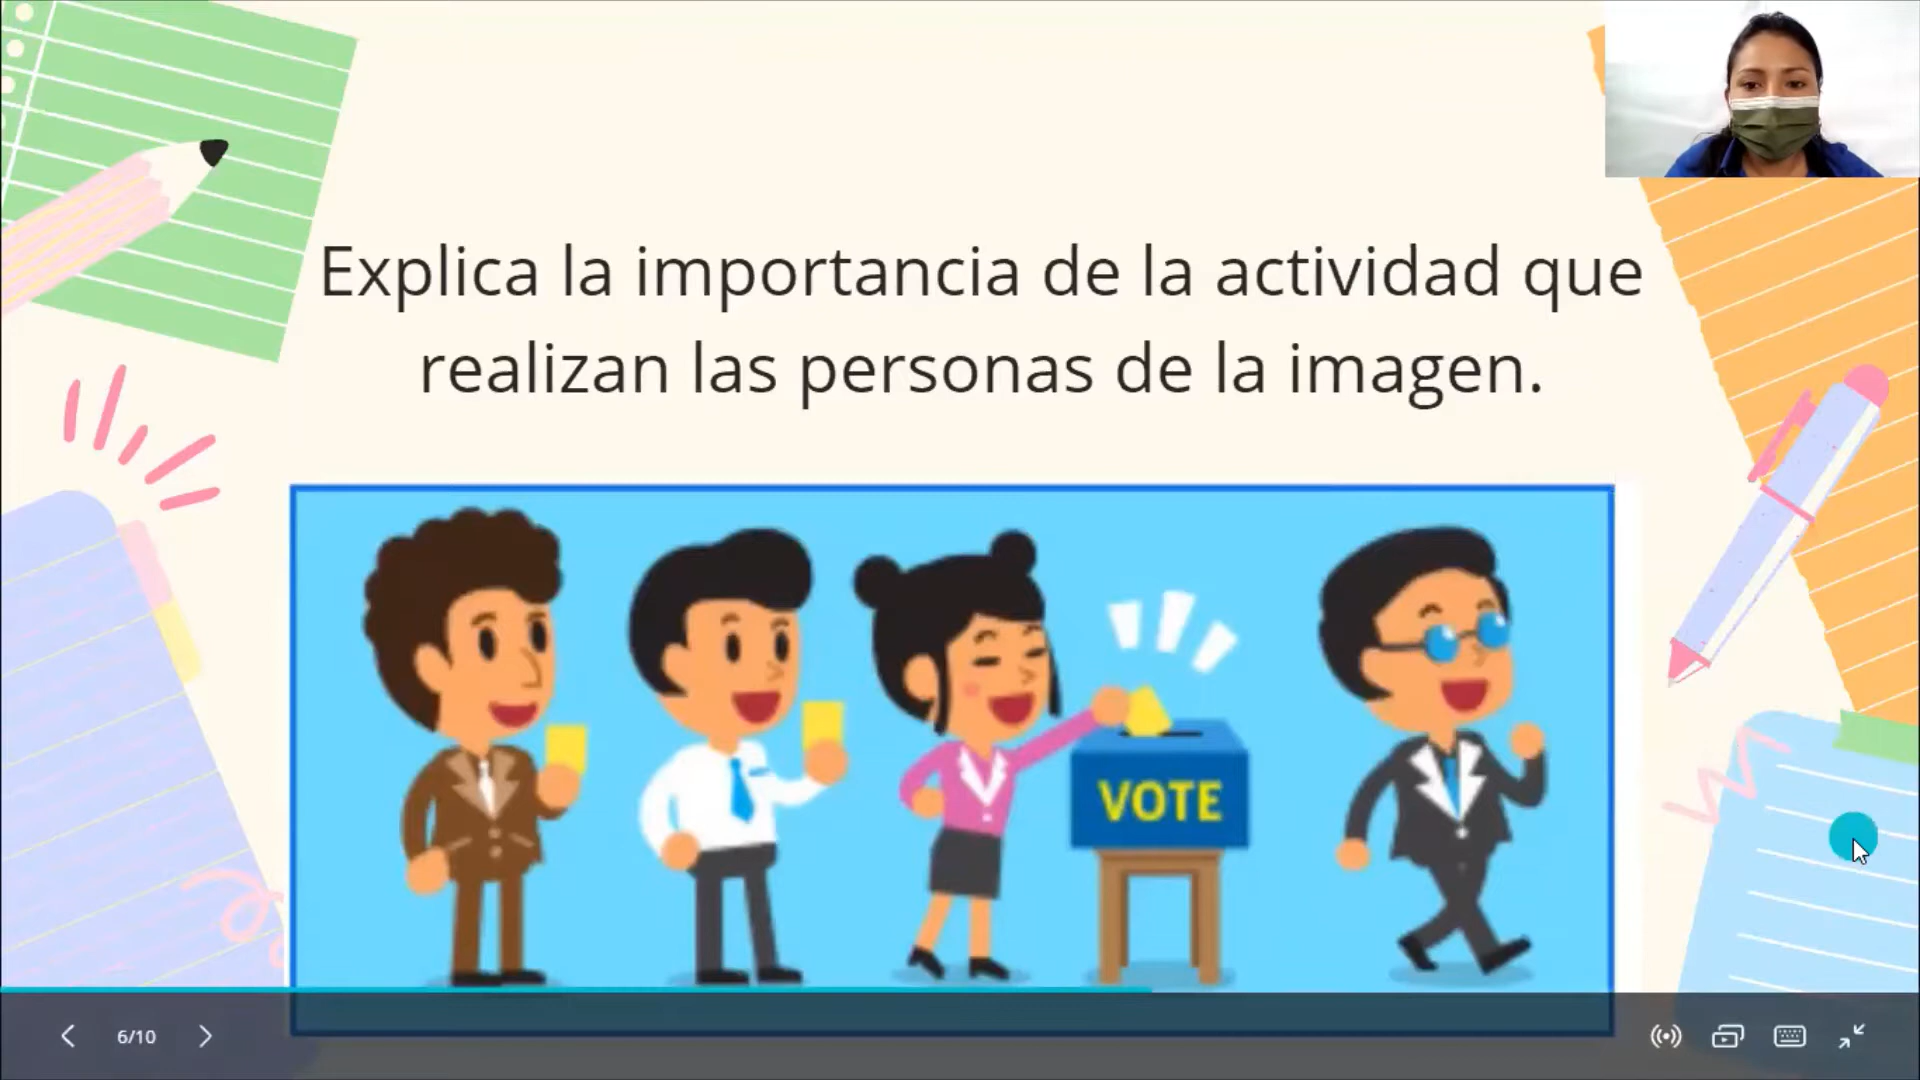 Explica la importancia de la actividad que
realizan las personas de la imagen.
VOTE
6/10